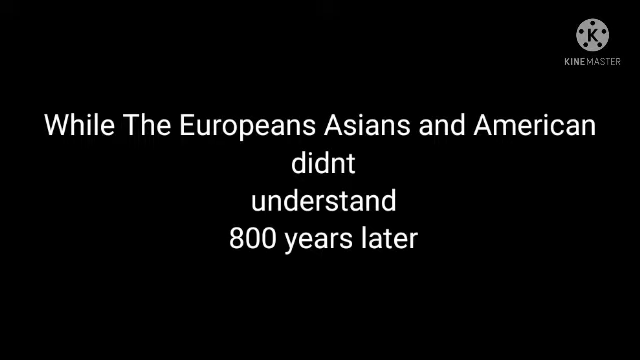 KINEMASTER
While The Europeans Asians and American
didnt
understand
800 years later